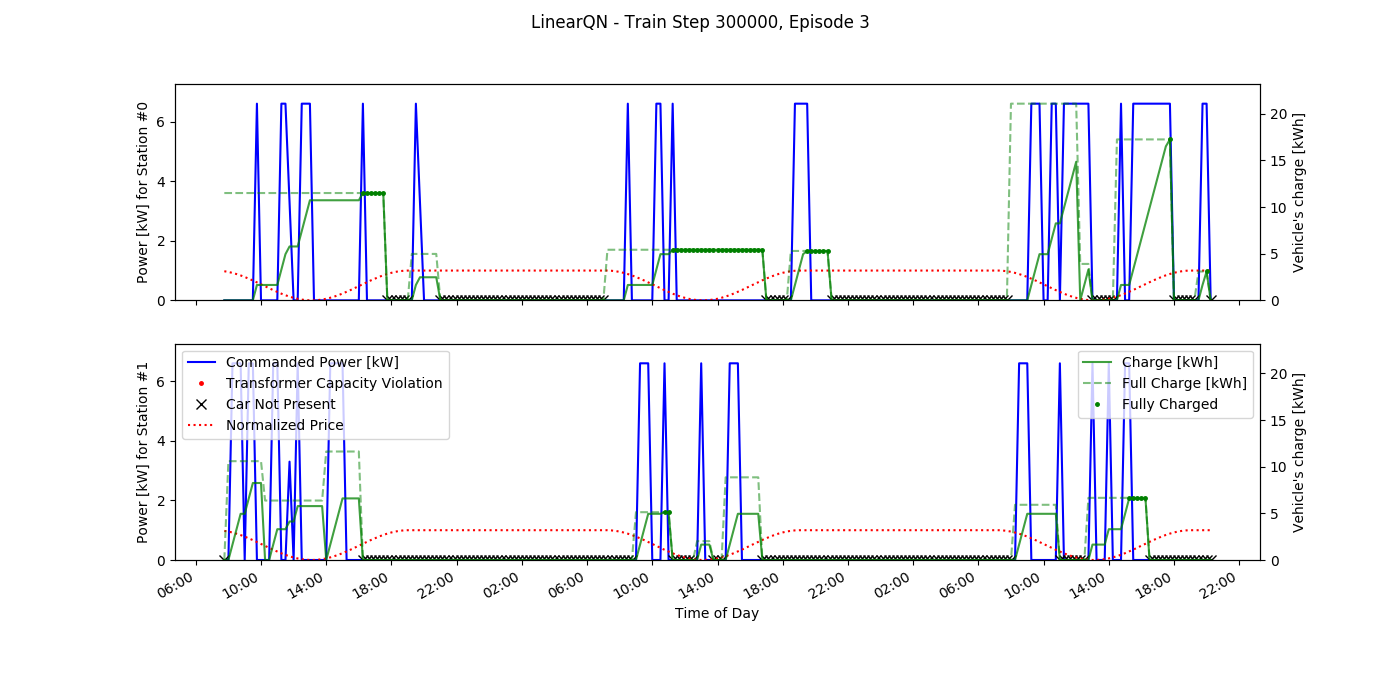 LinearQN - Train Step 300000, Episode 3
Power [kW] for Station #0
6
4
2
0
20
15
10
5
0
Vehicle's charge [kWh]
Power [kW] for Station #1
6
4
2
0
Commanded Power [kW]
Transformer Capacity Violation
Car Not Present
Normalized Price
Charge [kWh]
Full Charge [kWh]
Fully Charged
20
15
10
5
0
Vehicle's charge [kWh]
06:00 10:00 14:00 18:00 22:00 02:00 06:00 10:00 14:00 18:00 22:00 02:00 06:00 10:00 14:00 18:00 22:00
Time of Day